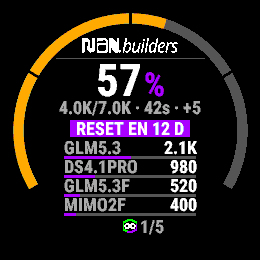 NAN.builders
57 %
4.0K/7.0K · 42s · +5
RESET EN 12 D
GLM5.3 2.1K
DS4.1PRO 980
GLM5.3F 520
MIMO2F 400
1/5